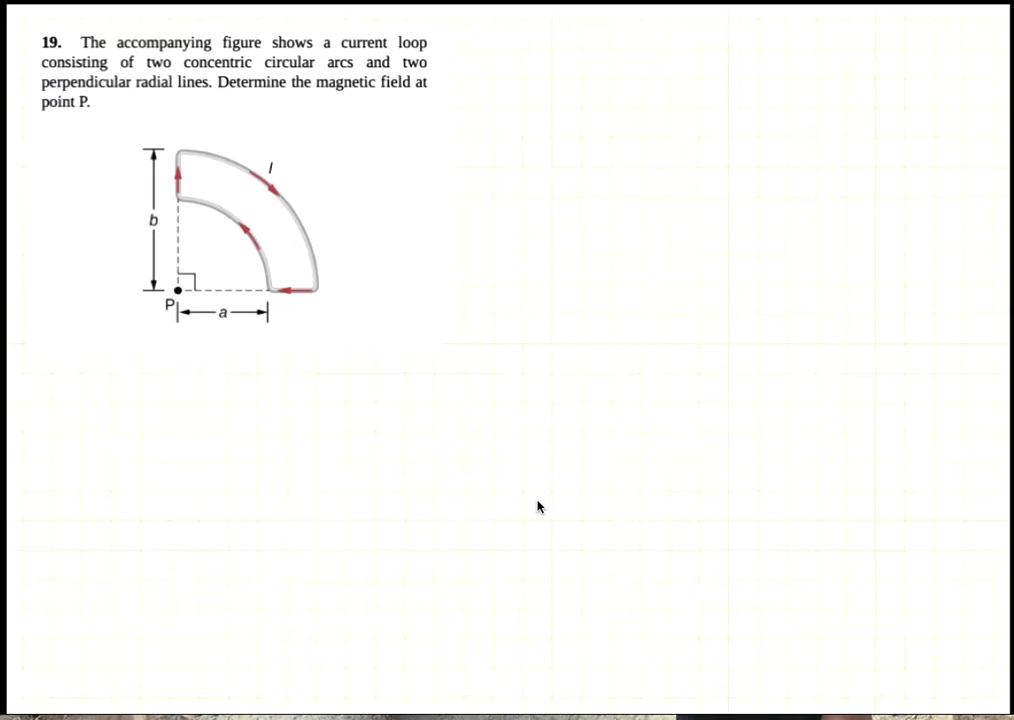 19. The accompanying figure shows a current loop
consisting of two concentric circular arcs and two
perpendicular radial lines. Determine the magnetic field at
point P.
I
b
P
a